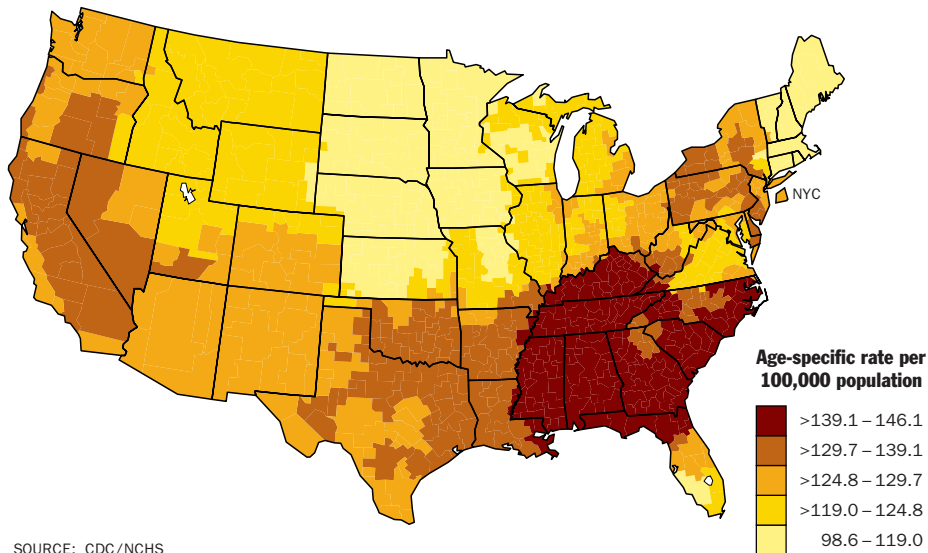 NYC
Age-specific rate per
100,000 population
>139.1 – 146.1
>129.7 – 139.1
>124.8 – 129.7
>119.0 – 124.8
98.6 – 119.0
SOURCE: CDC/NCHS